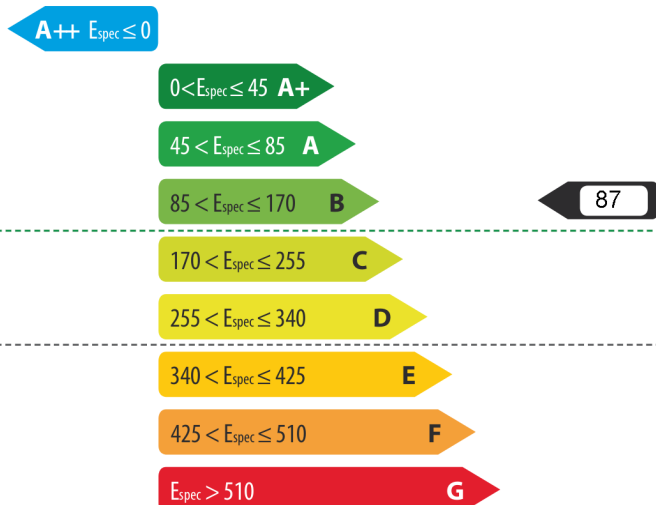 A++ Espec ≤ 0
0<Espec ≤ 45 A+
45 < Espec ≤ 85 A
85 < Espec ≤ 170 B
87
170 < Espec ≤ 255 C
255 < Espec ≤ 340 D
340 < Espec ≤ 425 E
425 < Espec ≤ 510 F
Espec > 510 G